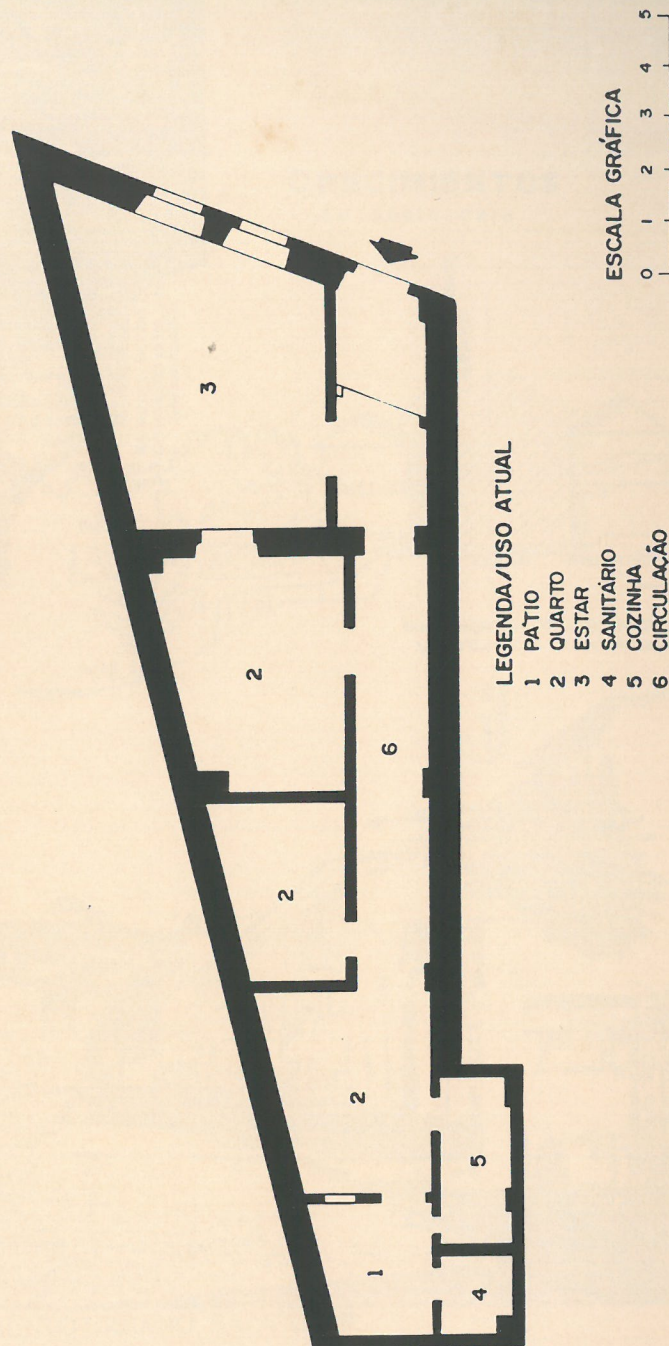 3
2
6
2
2
1
5
4
LEGENDA/USO ATUAL
1 PÁTIO
2 QUARTO
3 ESTAR
4 SANITÁRIO
5 COZINHA
6 CIRCULAÇÃO
ESCALA GRÁFICA
0 1 2 3 4 5